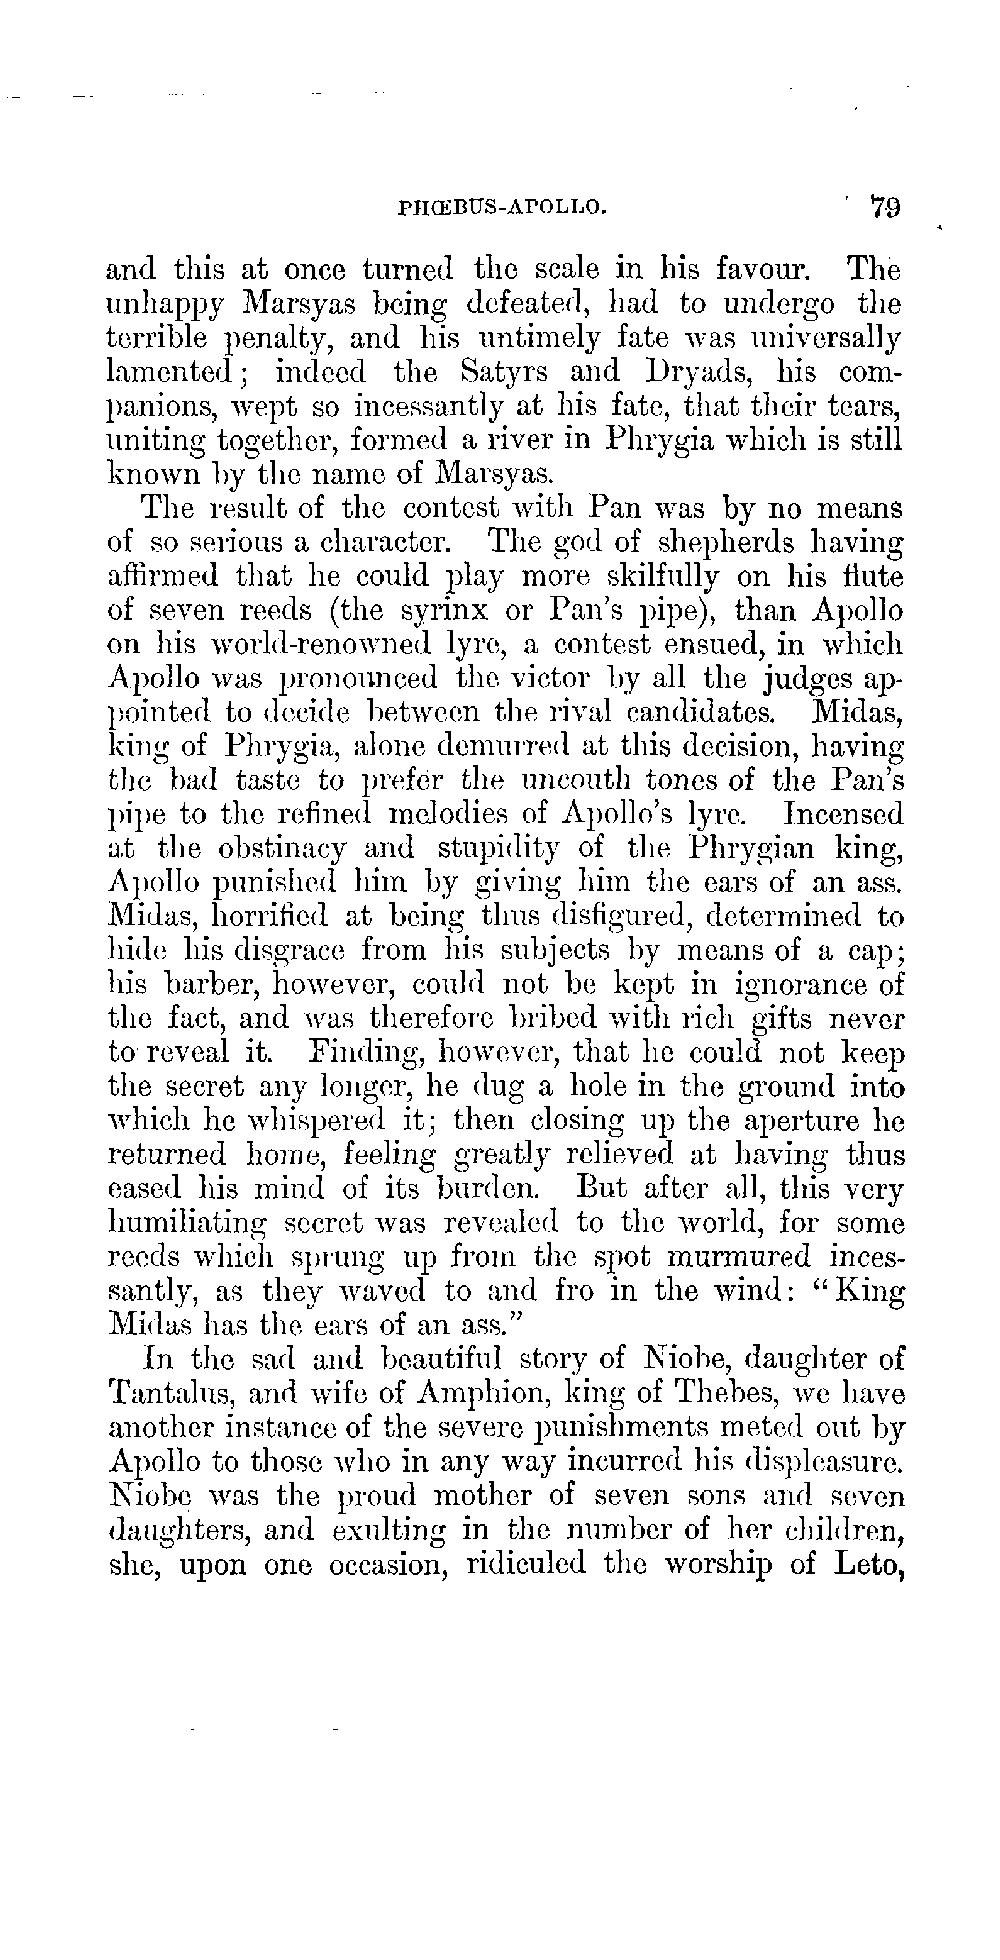 PHŒBUS-APOLLO. 79
and this at once turned the scale in his favour. The
unhappy Marsyas being defeated, had to undergo the
terrible penalty, and his untimely fate was universally
lamented; indeed the Satyrs and Dryads, his com-
panions, wept so incessantly at his fate, that their tears,
uniting together, formed a river in Phrygia which is still
known by the name of Marsyas.
The result of the contest with Pan was by no means
of so serious a character. The god of shepherds having
affirmed that he could play more skilfully on his flute
of seven reeds (the syrinx or Pan's pipe), than Apollo
on his world-renowned lyre, a contest ensued, in which
Apollo was pronounced the victor by all the judges ap-
pointed to decide between the rival candidates. Midas,
king of Phrygia, alone demurred at this decision, having
the bad taste to prefer the uncouth tones of the Pan's
pipe to the refined melodies of Apollo's lyre. Incensed
at the obstinacy and stupidity of the Phrygian king,
Apollo punished him by giving him the ears of an ass.
Midas, horrified at being thus disfigured, determined to
hide his disgrace from his subjects by means of a cap;
his barber, however, could not be kept in ignorance of
the fact, and was therefore bribed with rich gifts never
to reveal it. Finding, however, that he could not keep
the secret any longer, he dug a hole in the ground into
which he whispered it; then closing up the aperture he
returned home, feeling greatly relieved at having thus
eased his mind of its burden. But after all, this very
humiliating secret was revealed to the world, for some
reeds which sprung up from the spot murmured inces-
santly, as they waved to and fro in the wind: "King
Midas has the ears of an ass."
In the sad and beautiful story of Niobe, daughter of
Tantalus, and wife of Amphion, king of Thebes, we have
another instance of the severe punishments meted out by
Apollo to those who in any way incurred his displeasure.
Niobe was the proud mother of seven sons and seven
daughters, and exulting in the number of her children,
she, upon one occasion, ridiculed the worship of Leto,